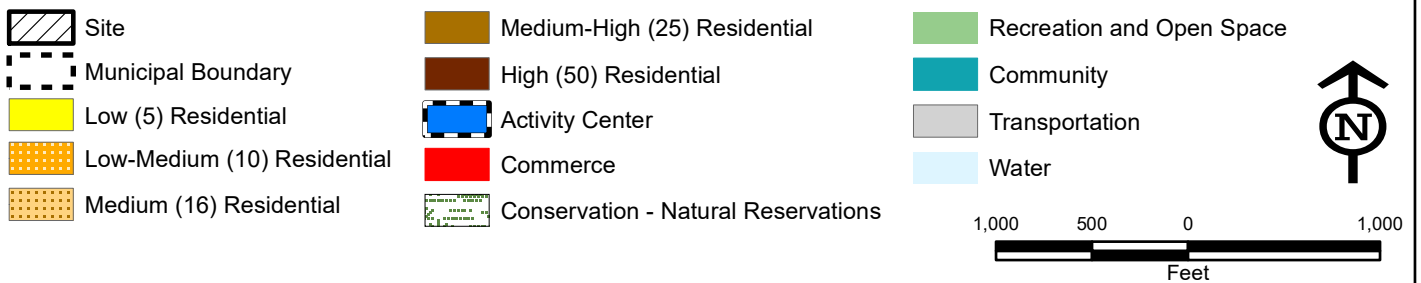 Site
Municipal Boundary
Low (5) Residential
Low-Medium (10) Residential
Medium (16) Residential
Medium-High (25) Residential
High (50) Residential
Activity Center
Commerce
Conservation - Natural Reservations
Recreation and Open Space
Community
Transportation
Water
N
1,000 500 0 1,000
Feet